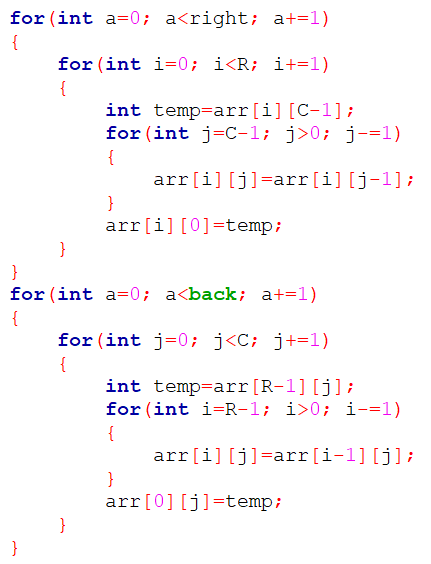 for(int a=0; a<right; a+=1)
{
    for(int i=0; i<R; i+=1)
    {
        int temp=arr[i][C-1];
        for(int j=C-1; j>0; j-=1)
        {
            arr[i][j]=arr[i][j-1];
        }
        arr[i][0]=temp;
    }
}
for(int a=0; a<back; a+=1)
{
    for(int j=0; j<C; j+=1)
    {
        int temp=arr[R-1][j];
        for(int i=R-1; i>0; i-=1)
        {
            arr[i][j]=arr[i-1][j];
        }
        arr[0][j]=temp;
    }
}